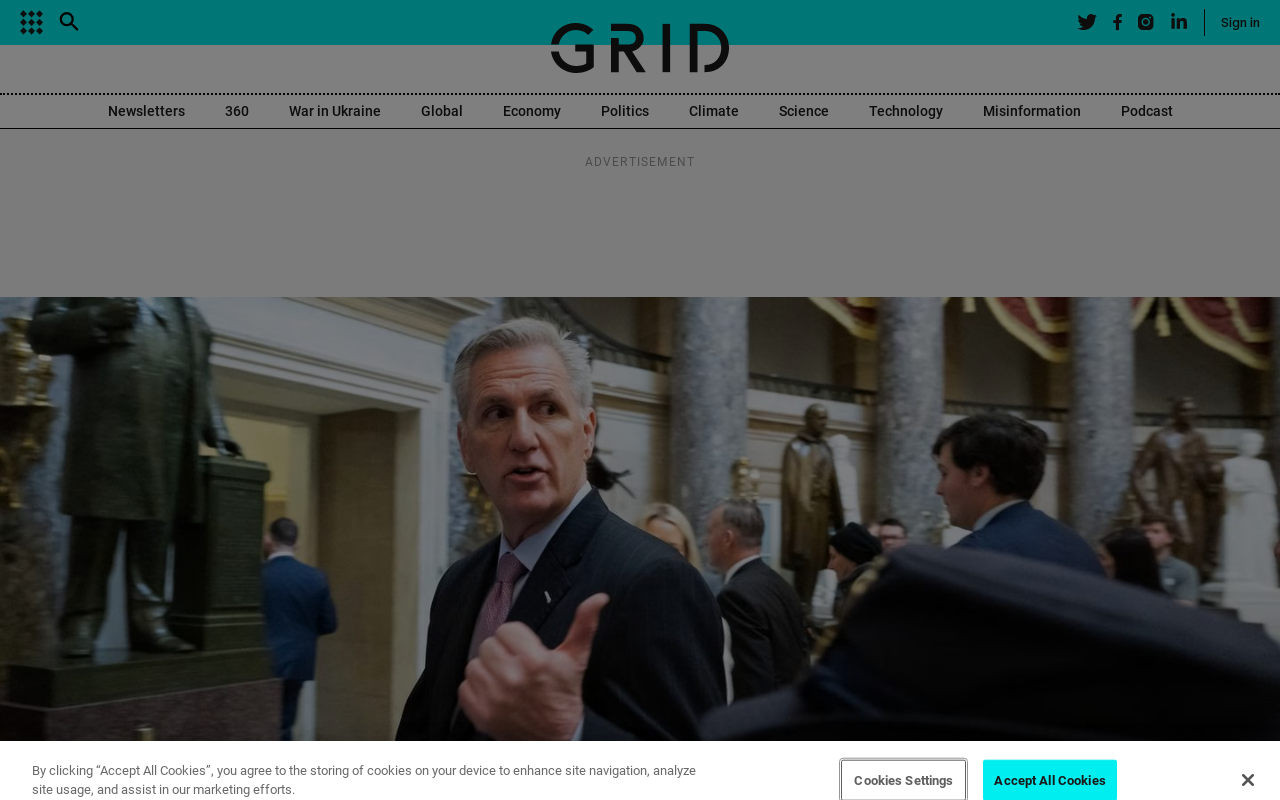 Sign in
GRID
Newsletters 360 War in Ukraine Global Economy Politics Climate Science Technology Misinformation Podcast
ADVERTISEMENT
By clicking “Accept All Cookies”, you agree to the storing of cookies on your device to enhance site navigation, analyze
site usage, and assist in our marketing efforts.
Cookies Settings
Accept All Cookies